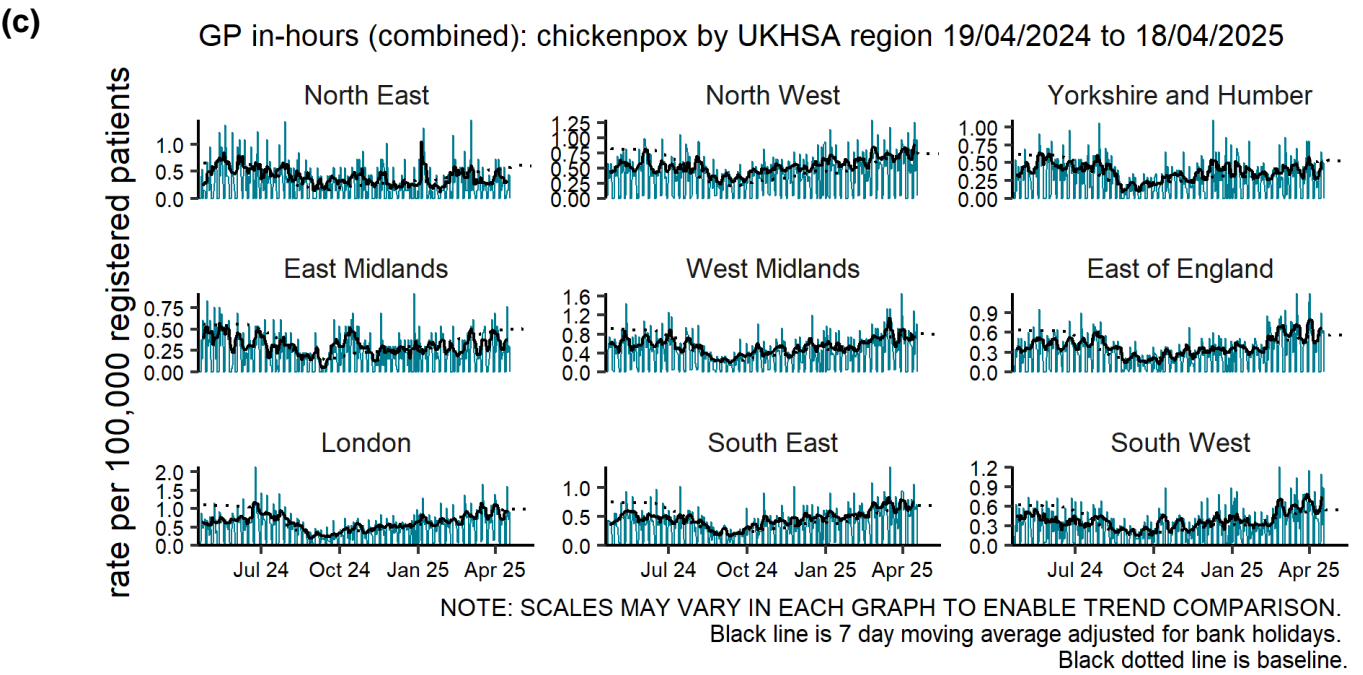 (c)
GP in-hours (combined): chickenpox by UKHSA region 19/04/2024 to 18/04/2025
rate per 100,000 registered patients
North East
1.0
0.5
0.0
North West
1.25
1.00
0.75
0.50
0.25
0.00
Yorkshire and Humber
1.00
0.75
0.50
0.25
0.00
East Midlands
0.75
0.50
0.25
0.00
West Midlands
1.6
1.2
0.8
0.4
0.0
East of England
0.9
0.6
0.3
0.0
London
2.0
1.5
1.0
0.5
0.0
Jul 24 Oct 24 Jan 25 Apr 25
South East
1.0
0.5
0.0
Jul 24 Oct 24 Jan 25 Apr 25
South West
1.2
0.9
0.6
0.3
0.0
Jul 24 Oct 24 Jan 25 Apr 25
NOTE: SCALES MAY VARY IN EACH GRAPH TO ENABLE TREND COMPARISON.
Black line is 7 day moving average adjusted for bank holidays.
Black dotted line is baseline.